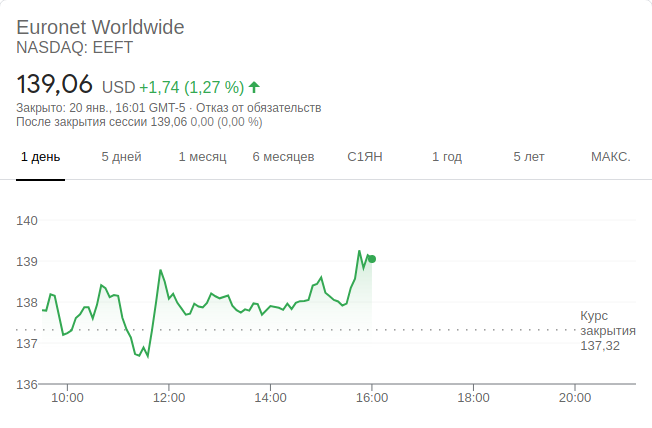 Euronet Worldwide
NASDAQ: EEFT
139,06 USD +1,74 (1,27 %)
Закрыто: 20 янв., 16:01 GMT-5 · Отказ от обязательств
После закрытия сессии 139,06 0,00 (0,00 %)
1 день 5 дней 1 месяц 6 месяцев С1ЯН 1 год 5 лет МАКС.
140
139
138
Курс
закрытия
137,32
137
136
10:00 12:00 14:00 16:00 18:00 20:00